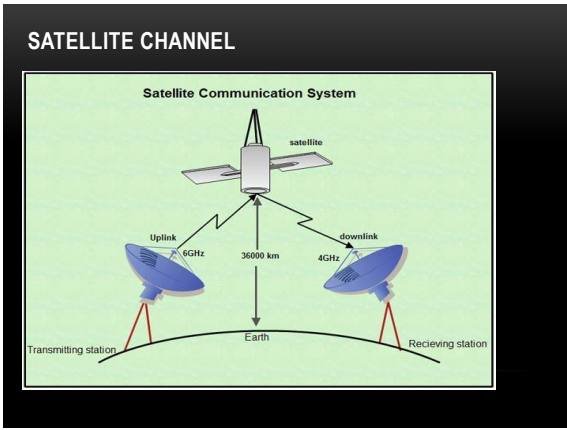 SATELLITE CHANNEL
Satellite Communication System
satellite
Uplink
downlink
6GHz
36000 km
4GHz
Earth
Transmitting station
Recieving station